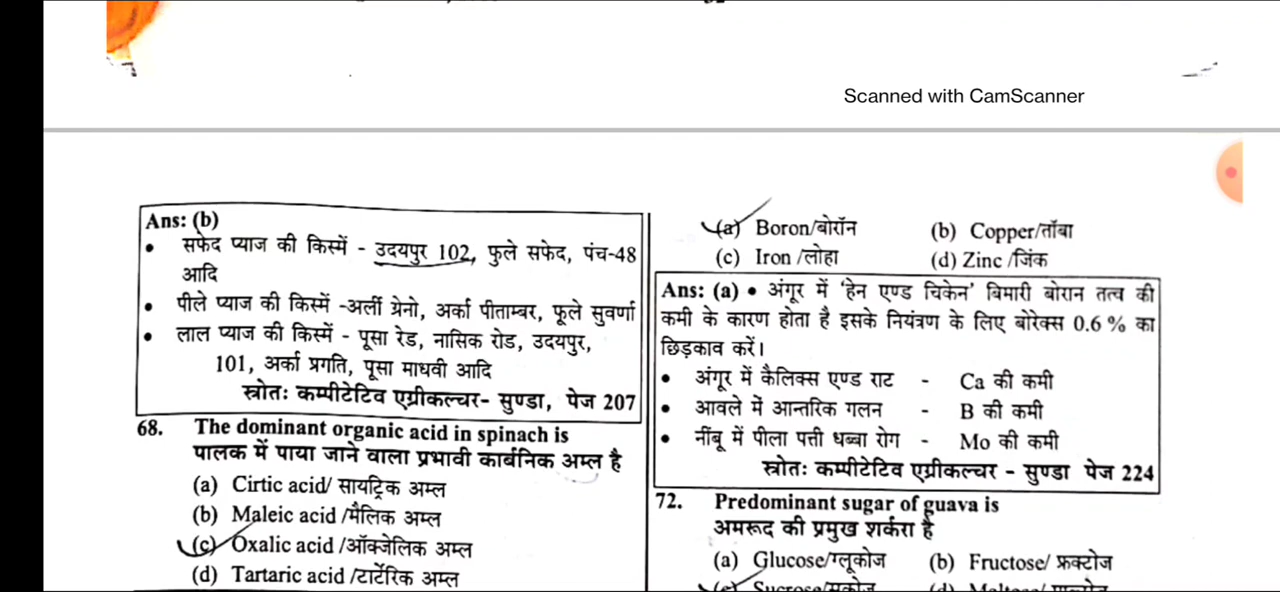 Scanned with CamScanner
Ans: (b)
• सफेद प्याज की किस्में - उदयपुर 102, फुले सफेद, पंच-48
आदि
• पीले प्याज की किस्में -अर्ली ग्रेनो, अर्का पीताम्बर, फूले सुवर्णा
• लाल प्याज की किस्में - पूसा रेड, नासिक रोड, उदयपुर,
101, अर्का प्रगति, पूसा माधवी आदि
स्त्रोतः कम्पीटेटिव एग्रीकल्चर- सुण्डा, पेज 207
68. The dominant organic acid in spinach is
पालक में पाया जाने वाला प्रभावी कार्बनिक अम्ल है
(a) Cirtic acid/ सायट्रिक अम्ल
(b) Maleic acid /मैलिक अम्ल
(c) Oxalic acid /ऑक्जेलिक अम्ल
(d) Tartaric acid /टार्टेरिक अम्ल
(a) Boron/बोरॉन (b) Copper/ताँबा
(c) Iron /लोहा (d) Zinc /जिंक
Ans: (a) • अंगूर में 'हेन एण्ड चिकेन' बिमारी बोरान तत्व की
कमी के कारण होता है इसके नियंत्रण के लिए बोरेक्स 0.6 % का
छिड़काव करें।
• अंगूर में कैलिक्स एण्ड राट - Ca की कमी
• आवले में आन्तरिक गलन - B की कमी
• नींबू में पीला पत्ती धब्बा रोग - Mo की कमी
स्त्रोतः कम्पीटेटिव एग्रीकल्चर - सुण्डा पेज 224
72. Predominant sugar of guava is
अमरूद की प्रमुख शर्करा है
(a) Glucose/ग्लूकोज (b) Fructose/ फ्रक्टोज
(c) Sucrose/सुक्रोज (d) Maltose/ माल्टोज